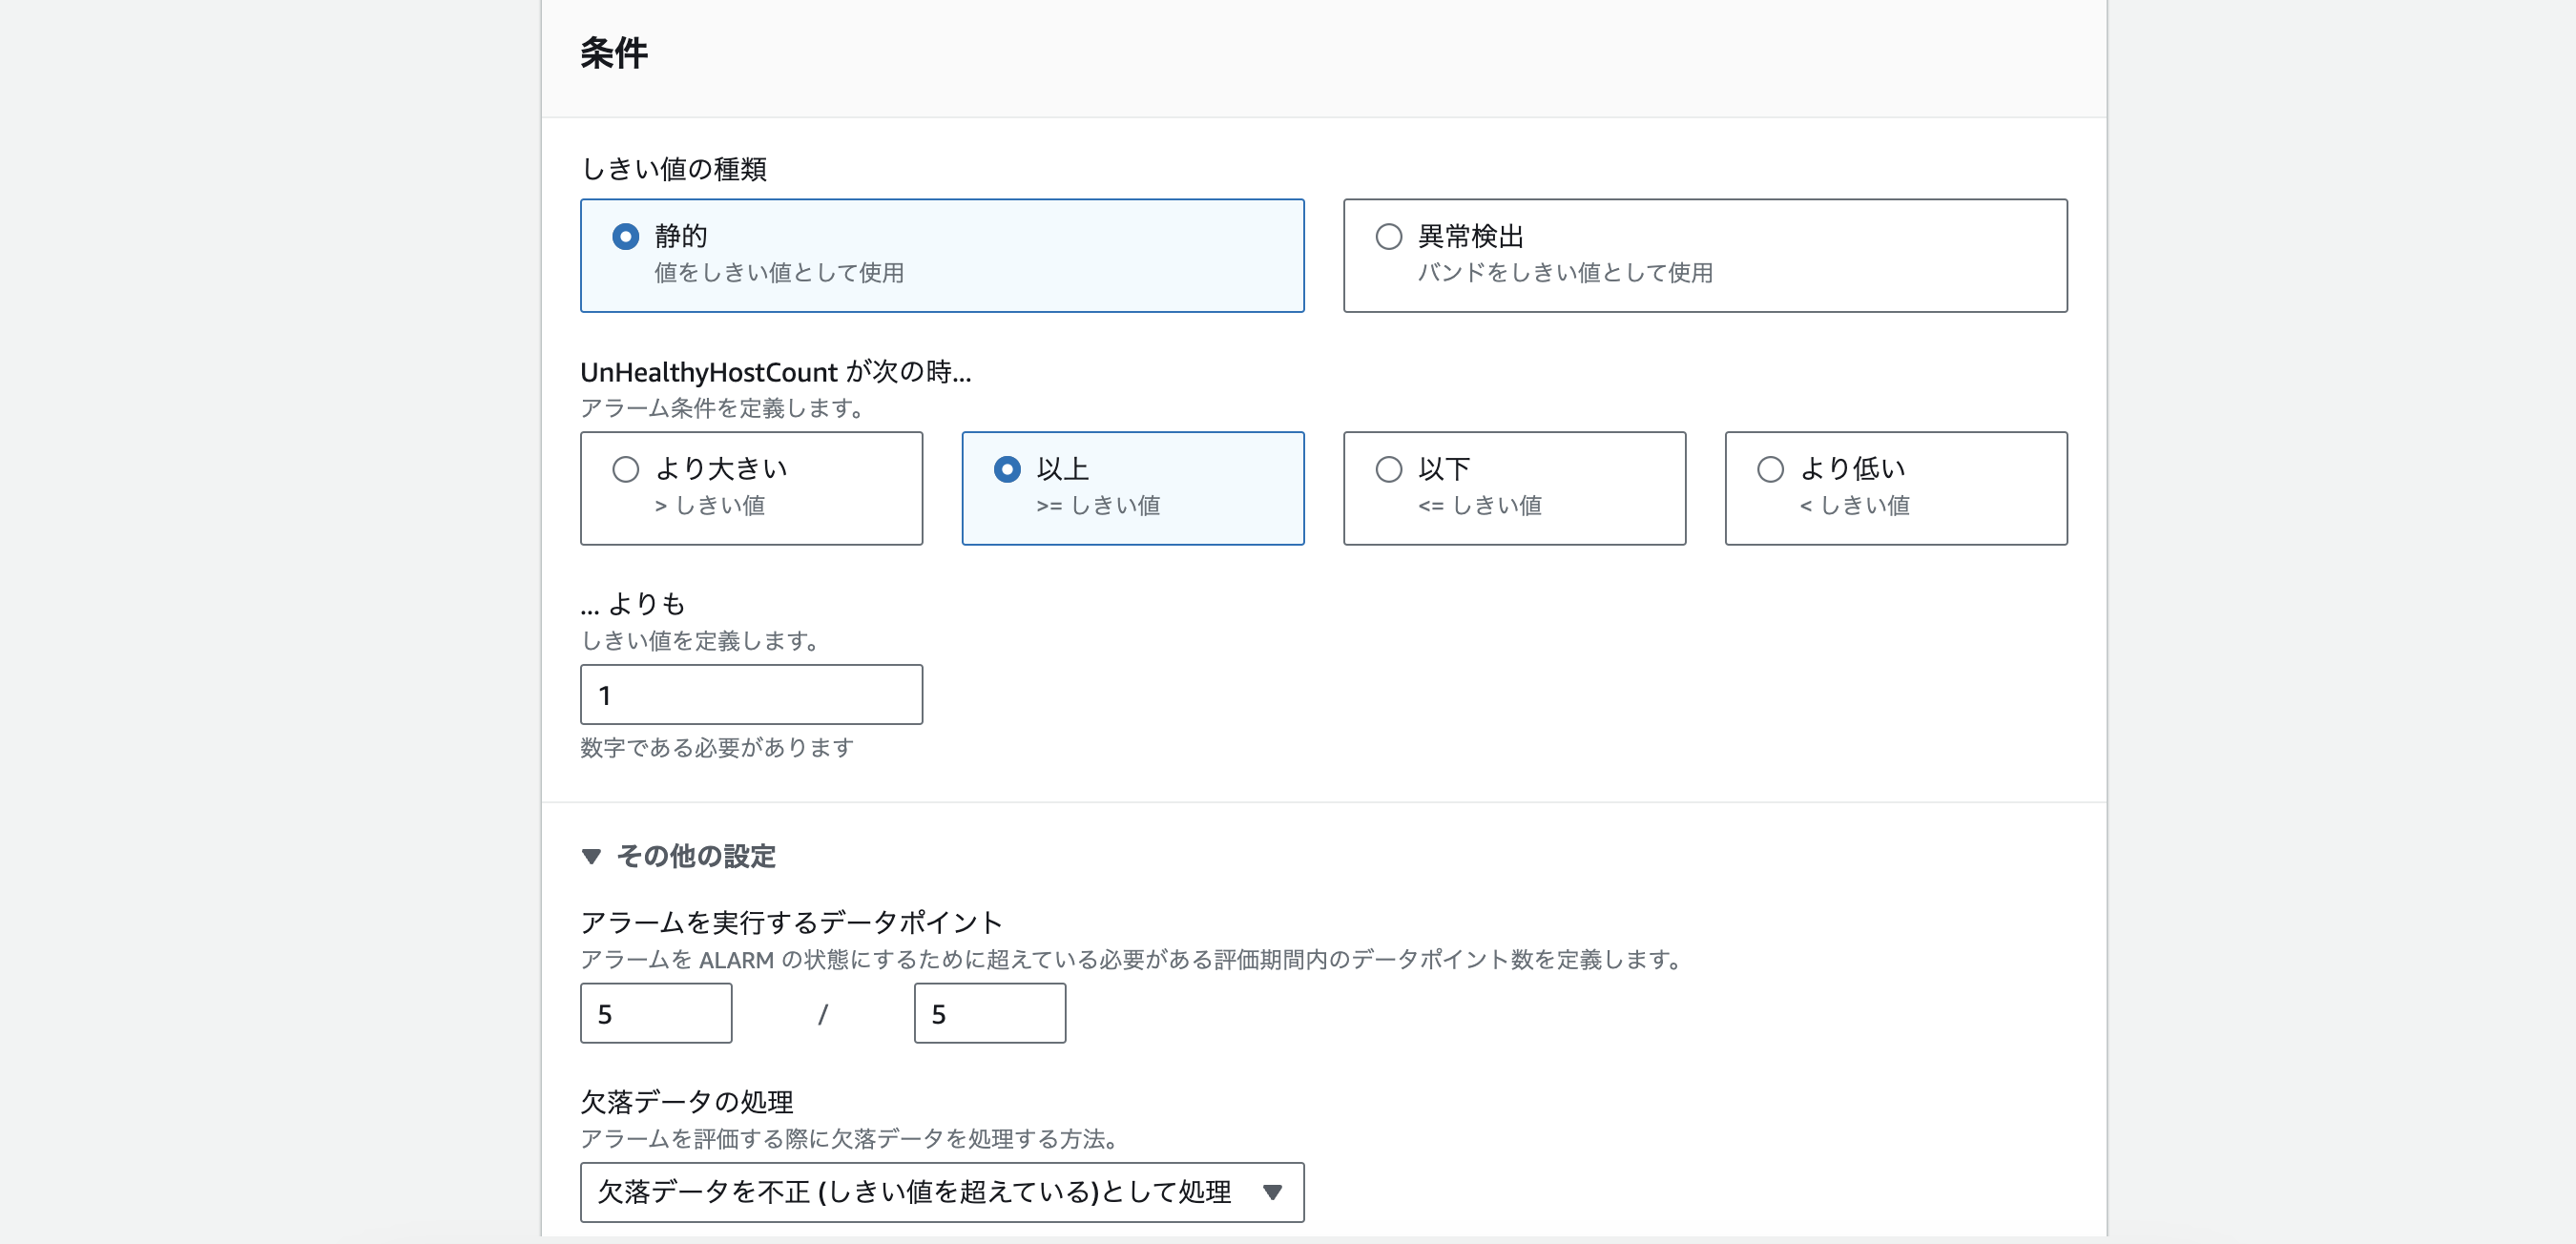 条件
しきい値の種類
静的
値をしきい値として使用
異常検出
バンドをしきい値として使用
UnHealthyHostCount が次の時...
アラーム条件を定義します。
より大きい
> しきい値
以上
>= しきい値
以下
<= しきい値
より低い
< しきい値
... よりも
しきい値を定義します。
1
数字である必要があります
▼ その他の設定
アラームを実行するデータポイント
アラームを ALARM の状態にするために超えている必要がある評価期間内のデータポイント数を定義します。
5 / 5
欠落データの処理
アラームを評価する際に欠落データを処理する方法。
欠落データを不正 (しきい値を超えている)として処理 ▼